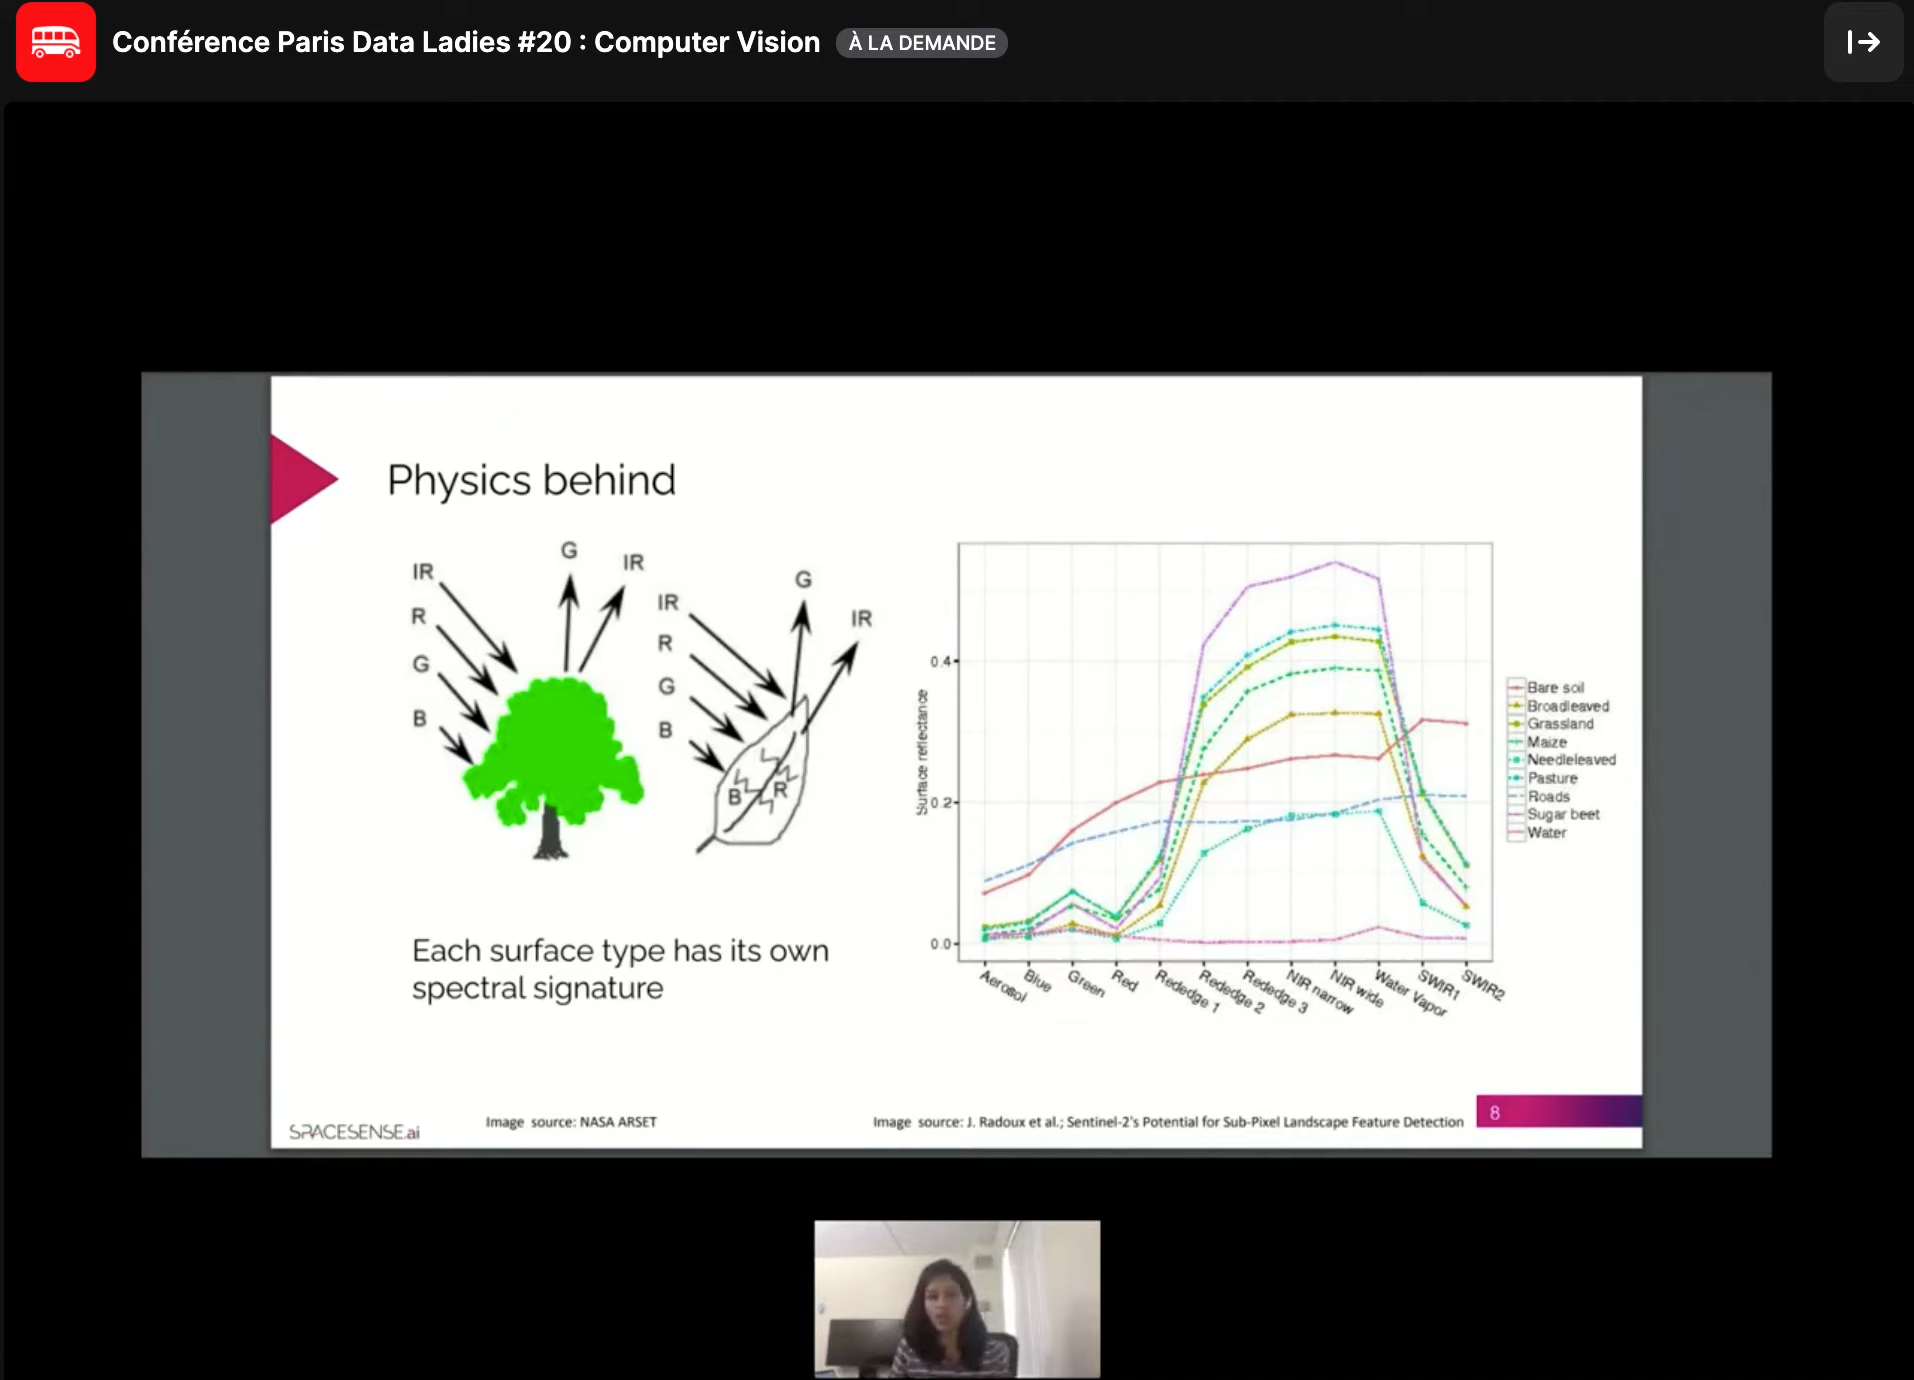 Conférence Paris Data Ladies #20 : Computer Vision À LA DEMANDE
Physics behind
G
IR
IR
R
G
B
G
IR
IR
R
G
B
B
R
Each surface type has its own
spectral signature
Surface reflectance
0.4
0.2
0.0
Aerosol
Blue
Green
Red
Rededge 1
Rededge 2
Rededge 3
NIR narrow
NIR wide
Water Vapor
SWIR1
SWIR2
Bare soil
Broadleaved
Grassland
Maize
Needleleaved
Pasture
Roads
Sugar beet
Water
SPACESENSE.ai
Image source: NASA ARSET
Image source: J. Radoux et al.; Sentinel-2's Potential for Sub-Pixel Landscape Feature Detection
8